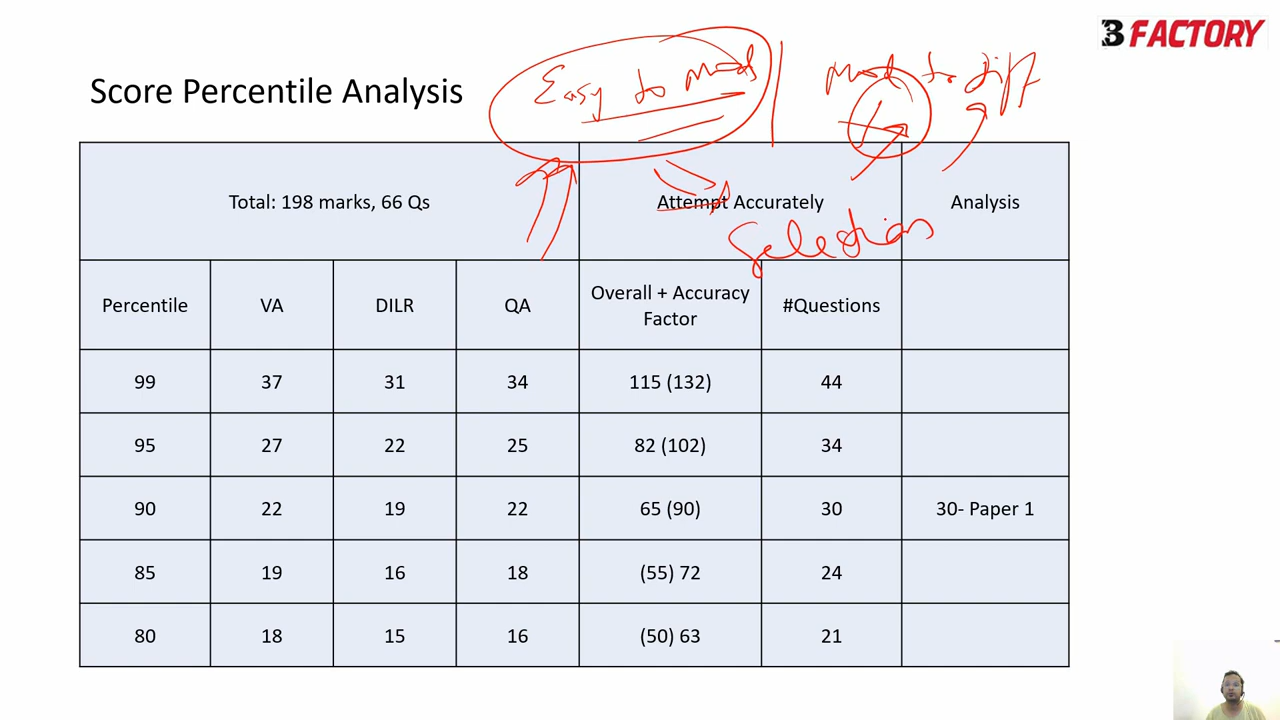 B FACTORY
Score Percentile Analysis
Easy to mod
mod to diff
Total: 198 marks, 66 Qs
Attempt Accurately
Analysis
Selection
Percentile
VA
DILR
QA
Overall + Accuracy
Factor
#Questions
99 37 31 34 115 (132) 44
95 27 22 25 82 (102) 34
90 22 19 22 65 (90) 30 30- Paper 1
85 19 16 18 (55) 72 24
80 18 15 16 (50) 63 21